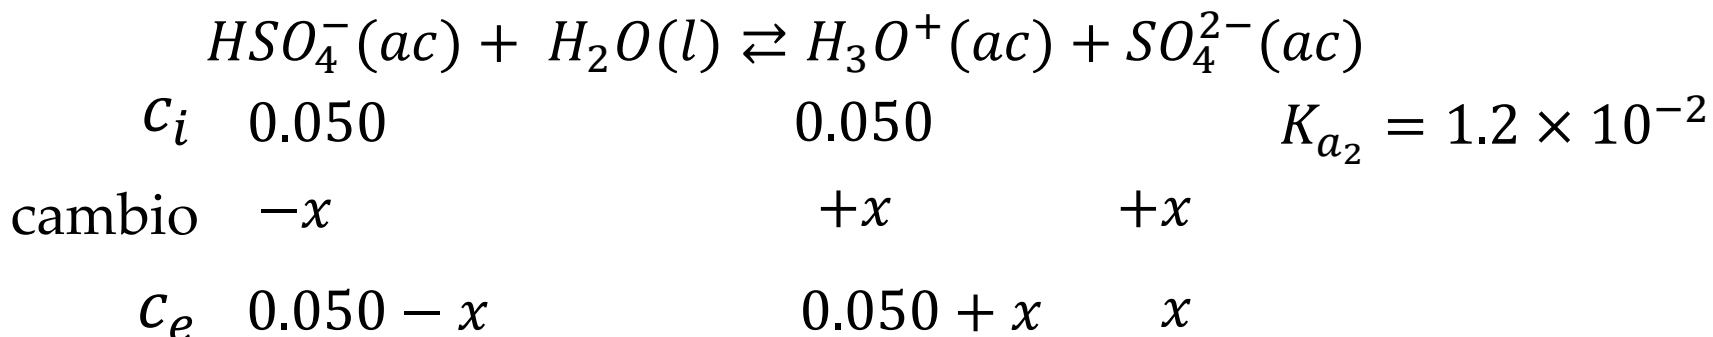 HSO₄⁻(ac) + H₂O(l) ⇄ H₃O⁺(ac) + SO₄²⁻(ac)
cᵢ 0.050 0.050 Kₐ₂ = 1.2 × 10⁻²
cambio −x +x +x
cₑ 0.050 − x 0.050 + x x